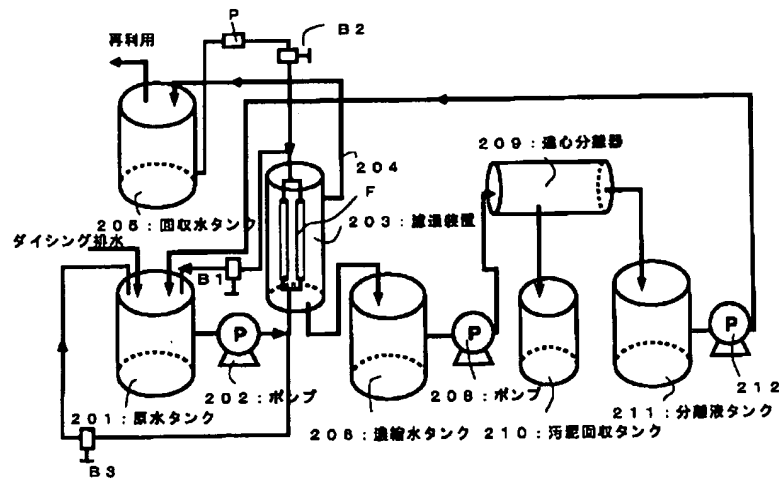 P
B2
再利用
204
209：遠心分離器
F
205：回収水タンク
203：濾過装置
ダイシング排水
B1
P
P
P
202：ポンプ
208：ポンプ
212
201：原水タンク
206：濃縮水タンク
210：汚泥回収タンク
211：分離液タンク
B3